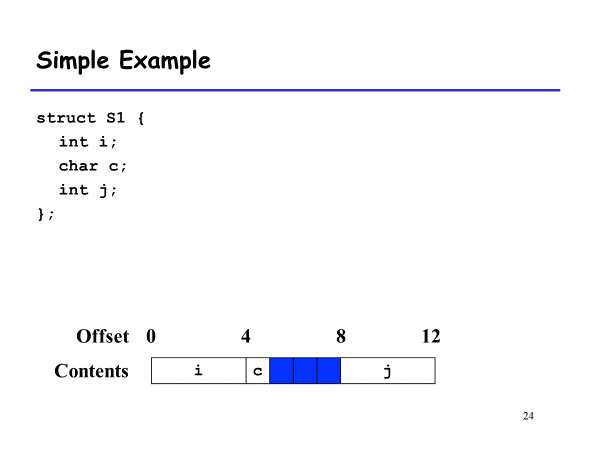 Simple Example
struct S1 {
int i;
char c;
int j;
};
Offset 0 4 8 12
Contents i c j
24